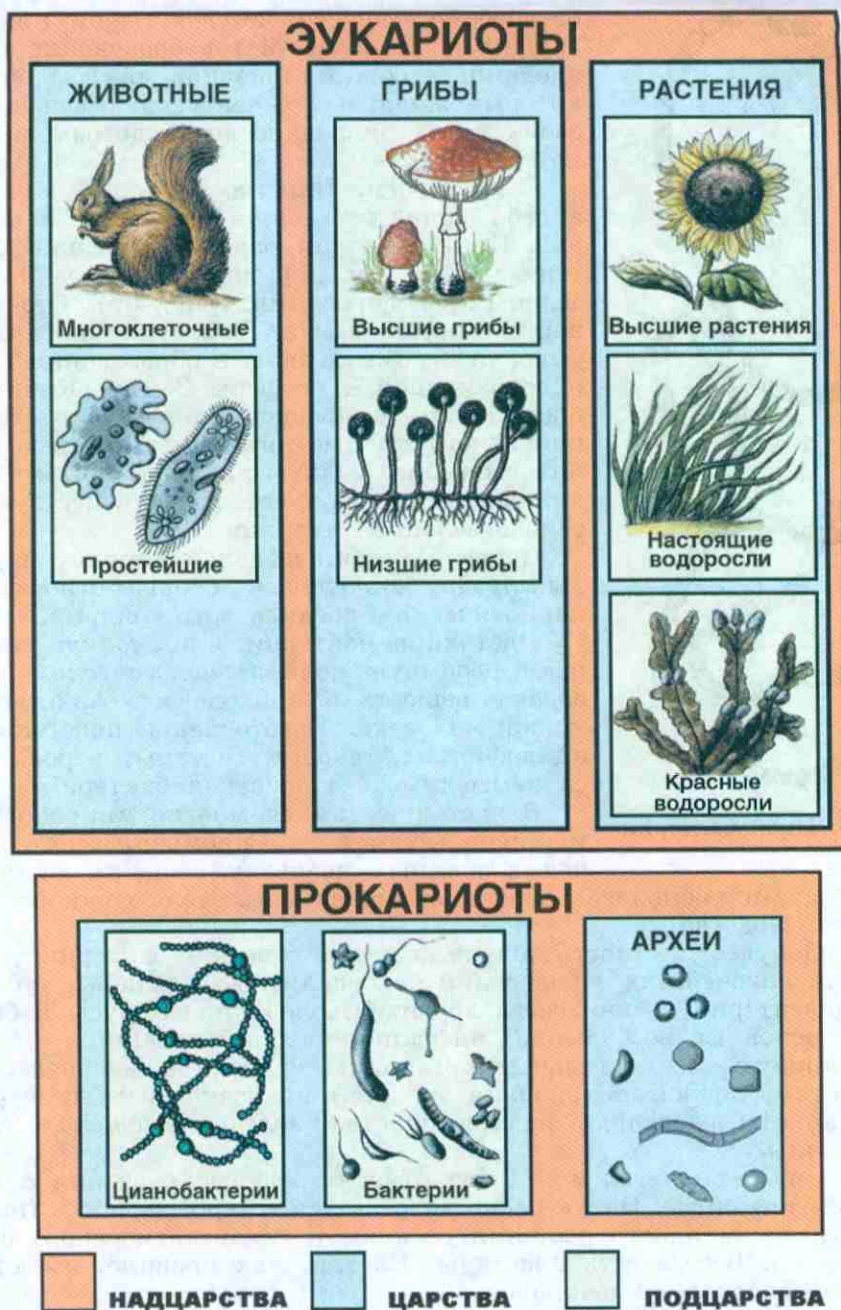 ЭУКАРИОТЫ
ЖИВОТНЫЕ
ГРИБЫ
РАСТЕНИЯ
Многоклеточные
Высшие грибы
Высшие растения
Простейшие
Низшие грибы
Настоящие
водоросли
Красные
водоросли
ПРОКАРИОТЫ
АРХЕИ
Цианобактерии
Бактерии
НАДЦАРСТВА
ЦАРСТВА
ПОДЦАРСТВА